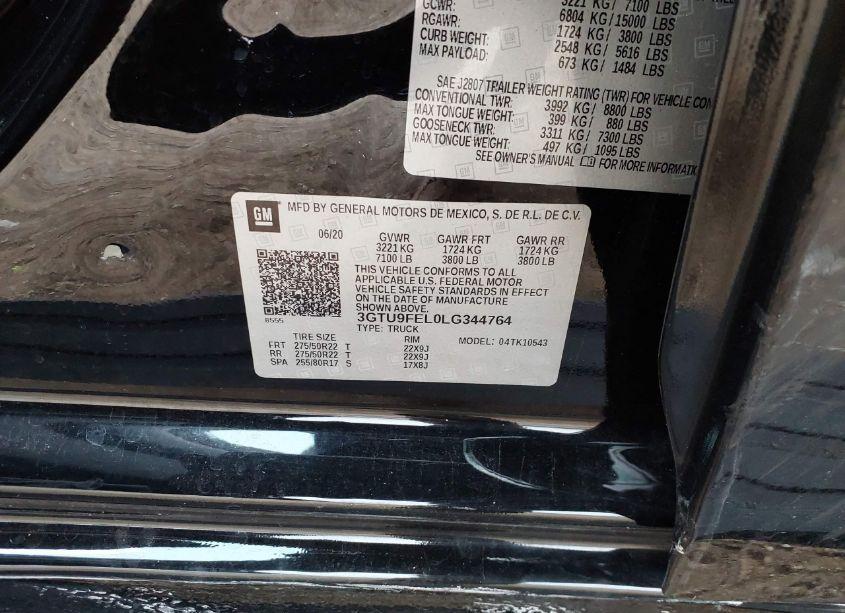 GCWR: 3221 KG/ 7100 LBS
RGAWR: 6804 KG/15000 LBS
CURB WEIGHT: 1724 KG/ 3800 LBS
MAX PAYLOAD: 2548 KG/ 5616 LBS
673 KG/ 1484 LBS
SAE J2807 TRAILER WEIGHT RATING (TWR) FOR VEHICLE
CONVENTIONAL TWR: 3992 KG/ 8800 LBS
MAX TONGUE WEIGHT: 399 KG/ 880 LBS
GOOSENECK TWR: 3311 KG/ 7300 LBS
MAX TONGUE WEIGHT: 497 KG/ 1095 LBS
SEE OWNER'S MANUAL FOR MORE
GM MFD BY GENERAL MOTORS DE MEXICO, S. DE R.L. DE C.V.
06/20 GVWR GAWR FRT GAWR RR
3221 KG 1724 KG 1724 KG
7100 LB 3800 LB 3800 LB
THIS VEHICLE CONFORMS TO ALL
APPLICABLE U.S. FEDERAL MOTOR
VEHICLE SAFETY STANDARDS IN EFFECT
ON THE DATE OF MANUFACTURE
SHOWN ABOVE.
8555 3GTU9FEL0LG344764
TYPE: TRUCK
TIRE SIZE RIM MODEL: 04TK10543
FRT 275/50R22 T 22X9J
RR 275/50R22 T 22X9J
SPA 255/80R17 S 17X8J